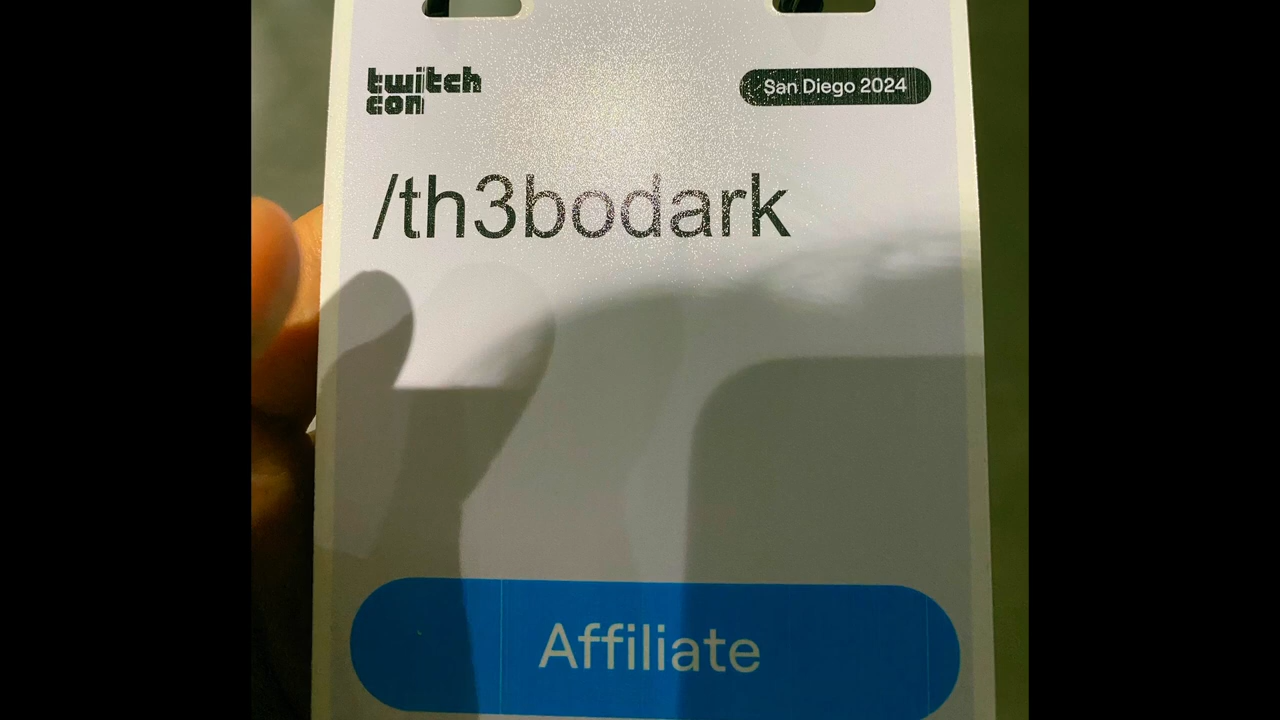 twitch
con
San Diego 2024
/th3bodark
Affiliate